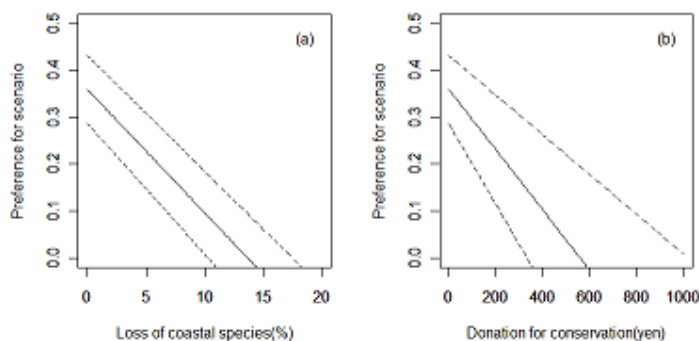 (a)
0.5
0.4
0.3
0.2
0.1
0.0
Preference for scenario
0 5 10 15 20
Loss of coastal species(%)
(b)
0.5
0.4
0.3
0.2
0.1
0.0
Preference for scenario
0 200 400 600 800 1000
Donation for conservation(yen)